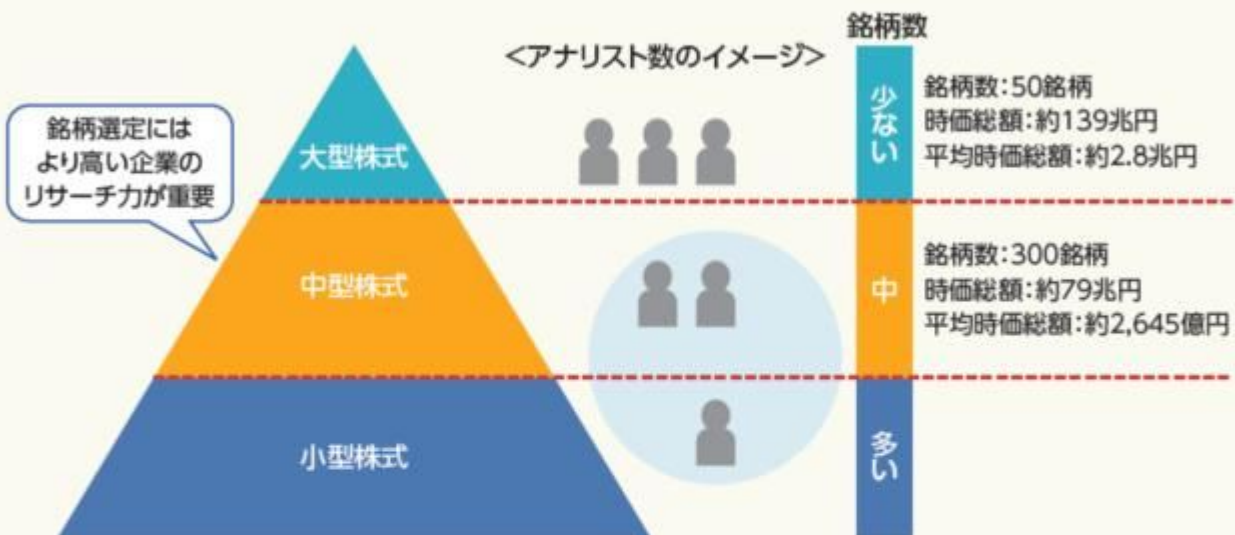 銘柄数
<アナリスト数のイメージ>
銘柄選定には
より高い企業の
リサーチ力が重要
大型株式
少ない
銘柄数:50銘柄
時価総額:約139兆円
平均時価総額:約2.8兆円
中型株式
中
銘柄数:300銘柄
時価総額:約79兆円
平均時価総額:約2,645億円
小型株式
多い